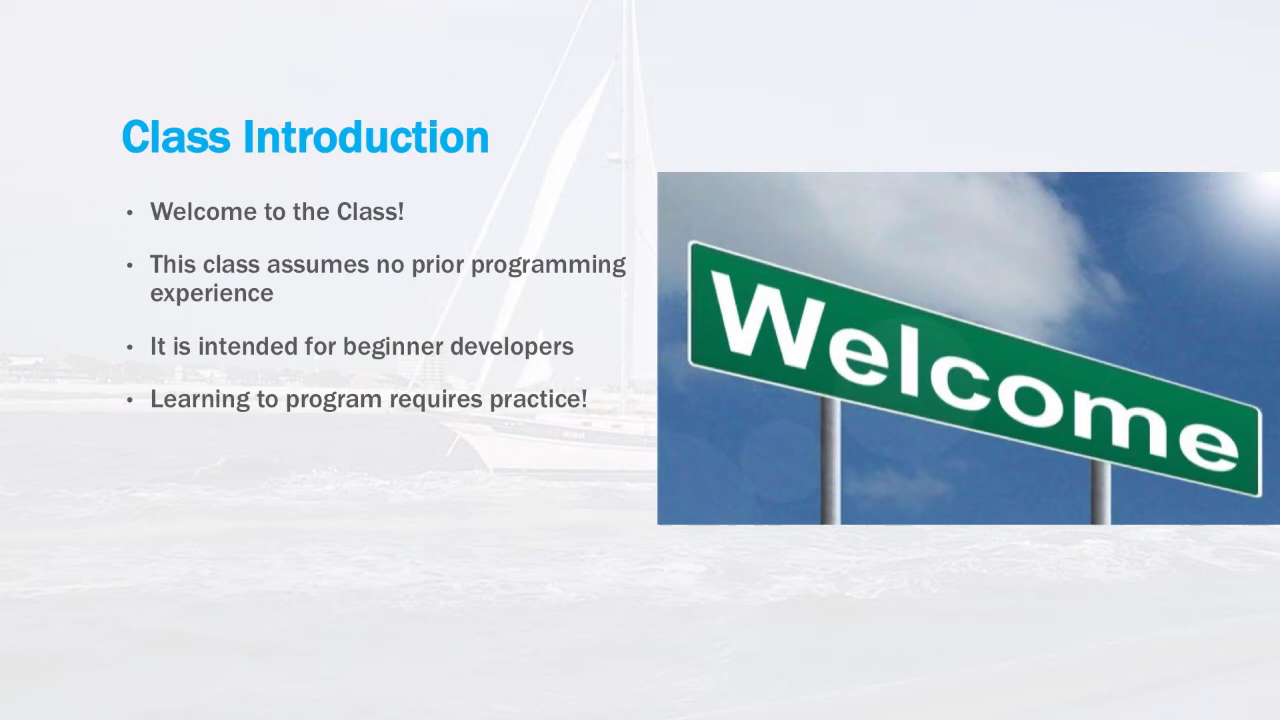 Class Introduction
• Welcome to the Class!
• This class assumes no prior programming
experience
• It is intended for beginner developers
• Learning to program requires practice!
Welcome